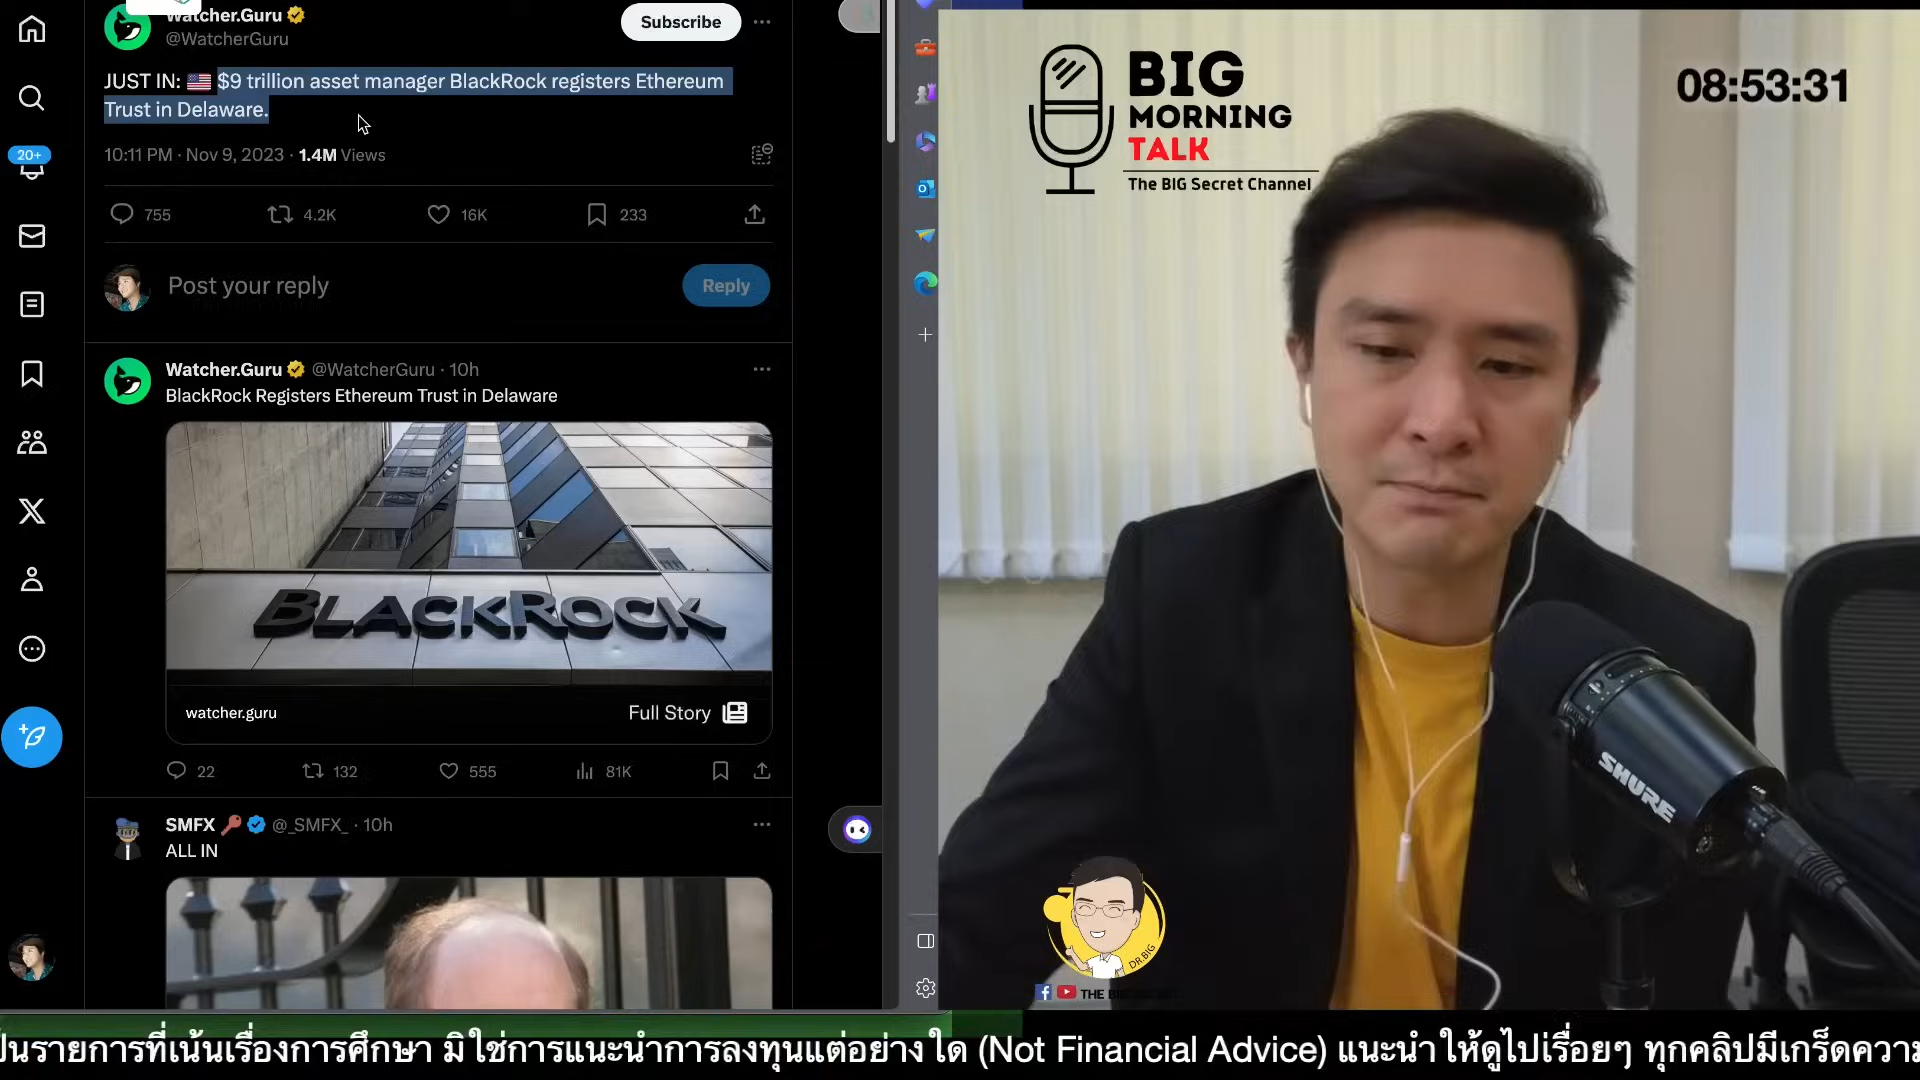 Watcher.Guru
@WatcherGuru
Subscribe
JUST IN: 🇺🇸 $9 trillion asset manager BlackRock registers Ethereum
Trust in Delaware.
10:11 PM · Nov 9, 2023 · 1.4M Views
755
4.2K
16K
233
20+
Post your reply
Reply
Watcher.Guru @WatcherGuru · 10h
BlackRock Registers Ethereum Trust in Delaware
BLACKROCK
watcher.guru
Full Story
22
132
555
81K
SMFX @_SMFX_ · 10h
ALL IN
BIG
MORNING
TALK
The BIG Secret Channel
08:53:31
SHURE
DR.BIG
THE
ป็นรายการที่เน้นเรื่องการศึกษา มิใช่การแนะนำการลงทุนแต่อย่างใด (Not Financial Advice) แนะนำให้ดูไปเรื่อยๆ ทุกคลิปมีเกร็ดความ